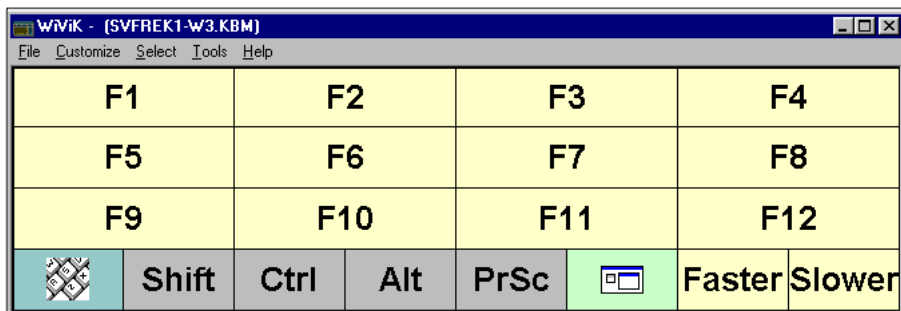 WiViK - (SVFREK1-W3.KBM)
File Customize Select Tools Help
F1 F2 F3 F4
F5 F6 F7 F8
F9 F10 F11 F12
Shift Ctrl Alt PrSc Faster Slower